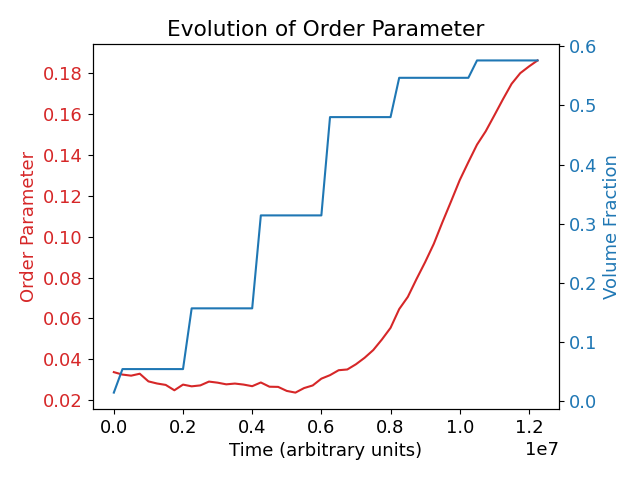 Evolution of Order Parameter
Order Parameter
0.18
0.16
0.14
0.12
0.10
0.08
0.06
0.04
0.02
0.6
0.5
0.4
0.3
0.2
0.1
0.0
Volume Fraction
0.0 0.2 0.4 0.6 0.8 1.0 1.2
1e7
Time (arbitrary units)